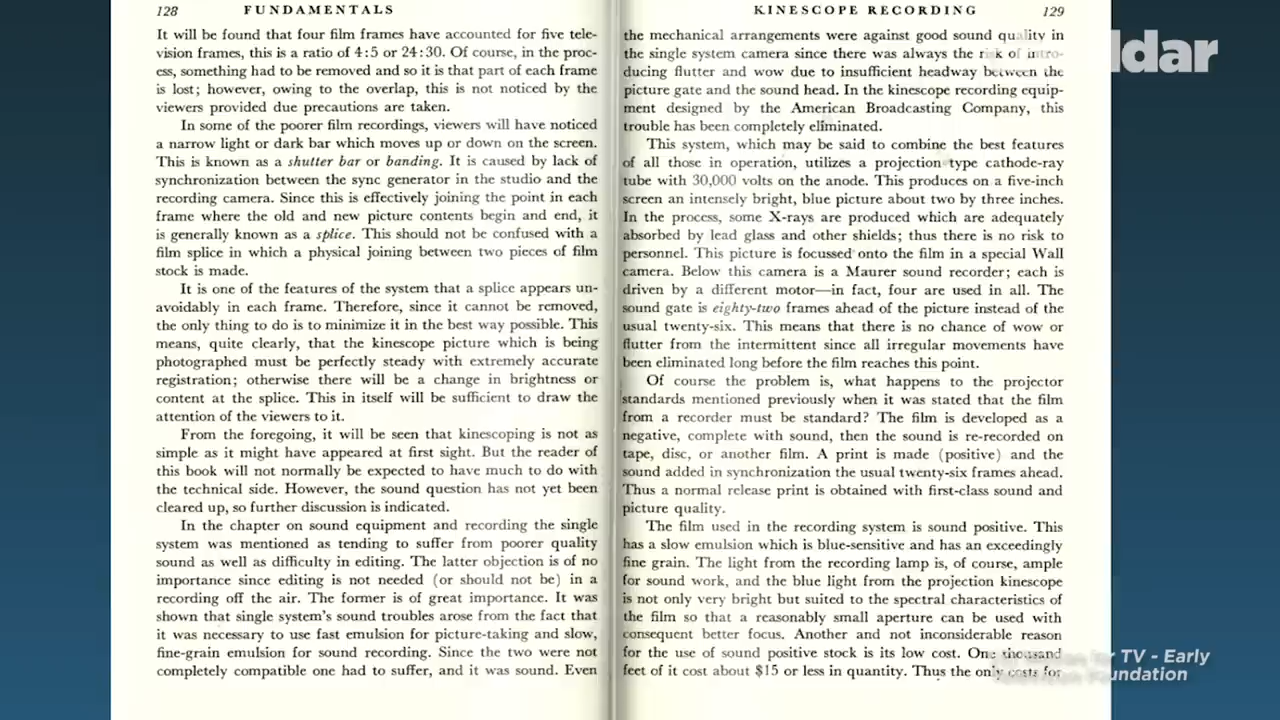 128 FUNDAMENTALS
It will be found that four film frames have accounted for five tele-
vision frames, this is a ratio of 4:5 or 24:30. Of course, in the proc-
ess, something had to be removed and so it is that part of each frame
is lost; however, owing to the overlap, this is not noticed by the
viewers provided due precautions are taken.
In some of the poorer film recordings, viewers will have noticed
a narrow light or dark bar which moves up or down on the screen.
This is known as a shutter bar or banding. It is caused by lack of
synchronization between the sync generator in the studio and the
recording camera. Since this is effectively joining the point in each
frame where the old and new picture contents begin and end, it
is generally known as a splice. This should not be confused with a
film splice in which a physical joining between two pieces of film
stock is made.
It is one of the features of the system that a splice appears un-
avoidably in each frame. Therefore, since it cannot be removed,
the only thing to do is to minimize it in the best way possible. This
means, quite clearly, that the kinescope picture which is being
photographed must be perfectly steady with extremely accurate
registration; otherwise there will be a change in brightness or
content at the splice. This in itself will be sufficient to draw the
attention of the viewers to it.
From the foregoing, it will be seen that kinescoping is not as
simple as it might have appeared at first sight. But the reader of
this book will not normally be expected to have much to do with
the technical side. However, the sound question has not yet been
cleared up, so further discussion is indicated.
In the chapter on sound equipment and recording the single
system was mentioned as tending to suffer from poorer quality
sound as well as difficulty in editing. The latter objection is of no
importance since editing is not needed (or should not be) in a
recording off the air. The former is of great importance. It was
shown that single system's sound troubles arose from the fact that
it was necessary to use fast emulsion for picture-taking and slow,
fine-grain emulsion for sound recording. Since the two were not
completely compatible one had to suffer, and it was sound. Even
KINESCOPE RECORDING 129
the mechanical arrangements were against good sound quality in
the single system camera since there was always the risk of intro-
ducing flutter and wow due to insufficient headway between the
picture gate and the sound head. In the kinescope recording equip-
ment designed by the American Broadcasting Company, this
trouble has been completely eliminated.
This system, which may be said to combine the best features
of all those in operation, utilizes a projection type cathode-ray
tube with 30,000 volts on the anode. This produces on a five-inch
screen an intensely bright, blue picture about two by three inches.
In the process, some X-rays are produced which are adequately
absorbed by lead glass and other shields; thus there is no risk to
personnel. This picture is focussed onto the film in a special Wall
camera. Below this camera is a Maurer sound recorder; each is
driven by a different motor—in fact, four are used in all. The
sound gate is eighty-two frames ahead of the picture instead of the
usual twenty-six. This means that there is no chance of wow or
flutter from the intermittent since all irregular movements have
been eliminated long before the film reaches this point.
Of course the problem is, what happens to the projector
standards mentioned previously when it was stated that the film
from a recorder must be standard? The film is developed as a
negative, complete with sound, then the sound is re-recorded on
tape, disc, or another film. A print is made (positive) and the
sound added in synchronization the usual twenty-six frames ahead.
Thus a normal release print is obtained with first-class sound and
picture quality.
The film used in the recording system is sound positive. This
has a slow emulsion which is blue-sensitive and has an exceedingly
fine grain. The light from the recording lamp is, of course, ample
for sound work, and the blue light from the projection kinescope
is not only very bright but suited to the spectral characteristics of
the film so that a reasonably small aperture can be used with
consequent better focus. Another and not inconsiderable reason
for the use of sound positive stock is its low cost. One thousand
feet of it cost about $15 or less in quantity. Thus the only costs for
ldar
TV - Early
Foundation